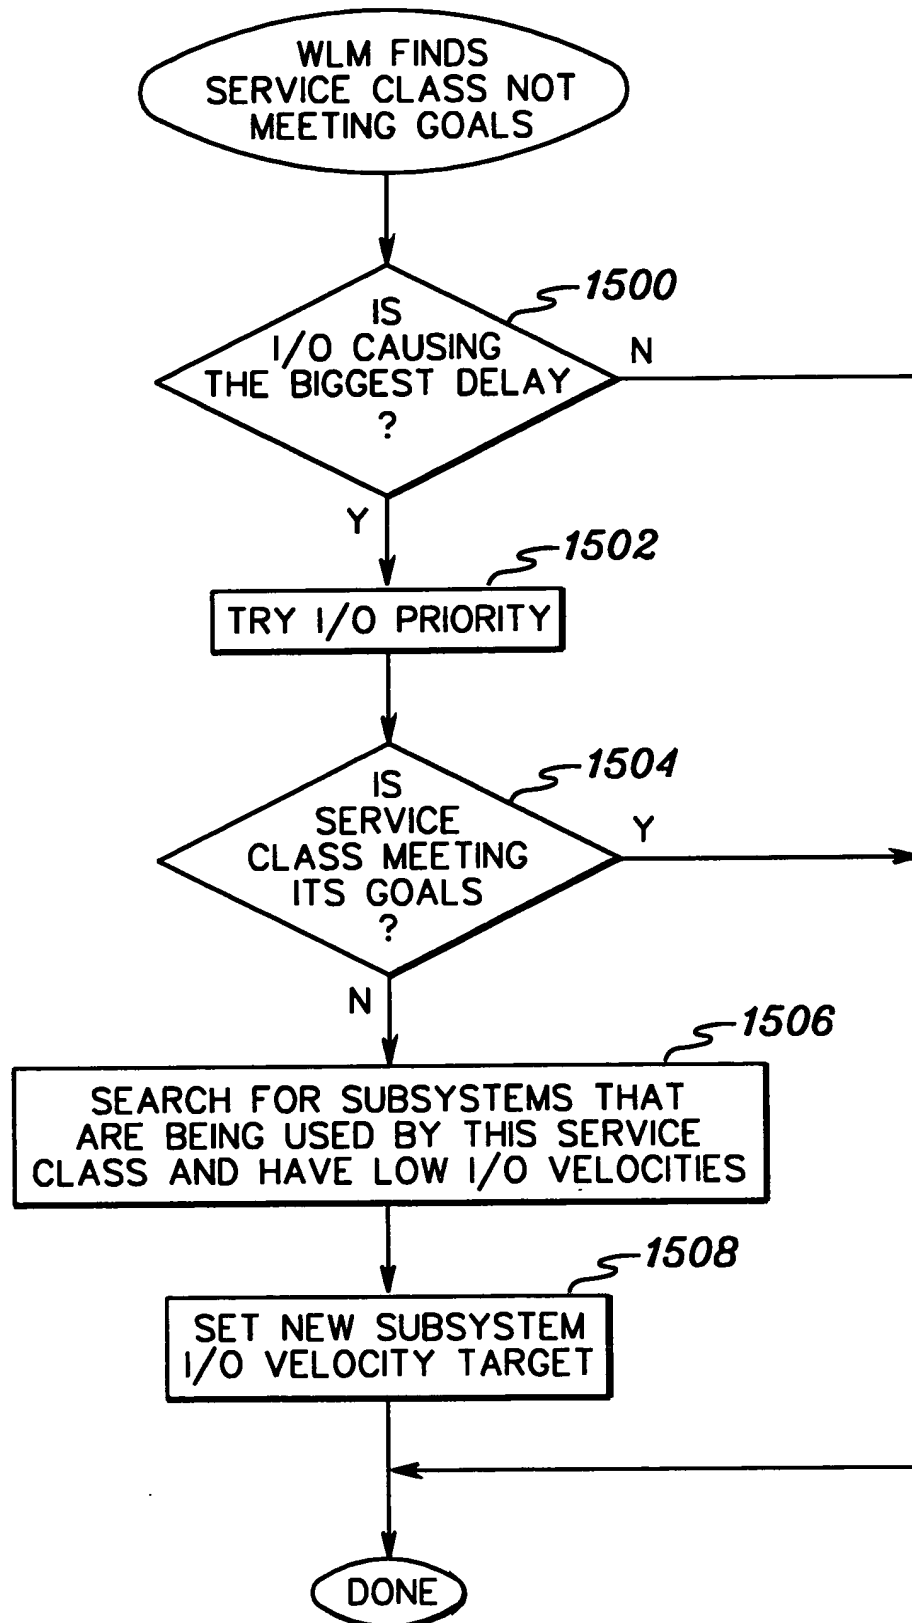 WLM FINDS
SERVICE CLASS NOT
MEETING GOALS
1500
IS
I/O CAUSING
THE BIGGEST DELAY
?
N
Y
1502
TRY I/O PRIORITY
1504
IS
SERVICE
CLASS MEETING
ITS GOALS
?
Y
N
1506
SEARCH FOR SUBSYSTEMS THAT
ARE BEING USED BY THIS SERVICE
CLASS AND HAVE LOW I/O VELOCITIES
1508
SET NEW SUBSYSTEM
I/O VELOCITY TARGET
DONE